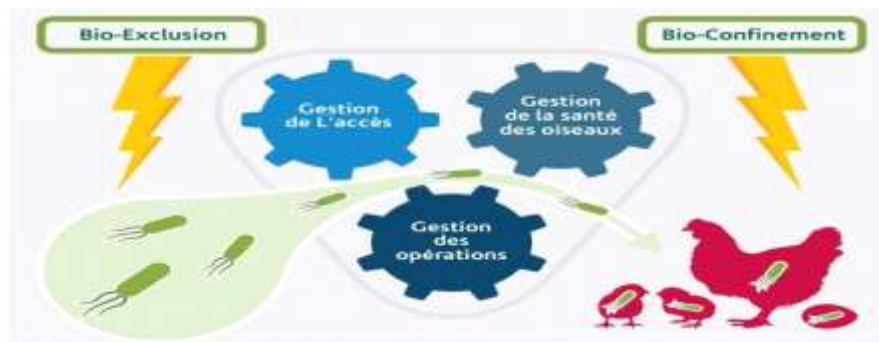 Bio-Exclusion
Bio-Confinement
Gestion
de L'accès
Gestion
de la santé
des oiseaux
Gestion
des
opérations